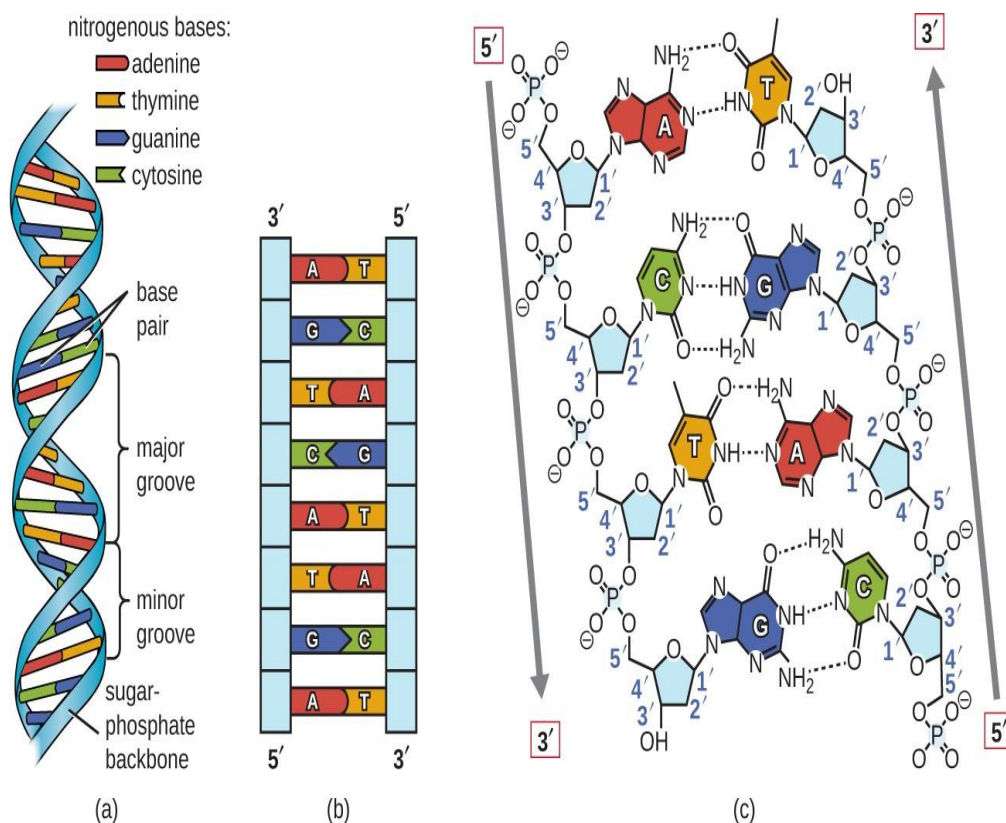 nitrogenous bases:
adenine
thymine
guanine
cytosine
base
pair
major
groove
minor
groove
sugar-
phosphate
backbone
(a)
3′ 5′
A T
G C
T A
C G
A T
T A
G C
A T
5′ 3′
(b)
5′ 3′
O
O P O
O
NH₂ O
N N HN T OH
A
N N N O
5′ O 4′ 1′ 3′ 2′
2′ 3′ 1′ O 4′ 5′
O
O P O
O
NH₂ O N
C N HN G N
N O H₂N N
5′ O 4′ 1′ 3′ 2′
2′ 3′ 1′ O 4′ 5′
O
O P O
O
O H₂N N
T NH N A
N O N N
5′ O 4′ 1′ 3′ 2′
2′ 3′ 1 O 4′ 5′
O
O P O
O
O H₂N
N G NH N C
N N NH₂ O N
5′ O 4′ 1′ 3′ 2′
2′ 3′ 1′ O 4′ 5′
OH
O
O P O
O
3′ 5′
(c)